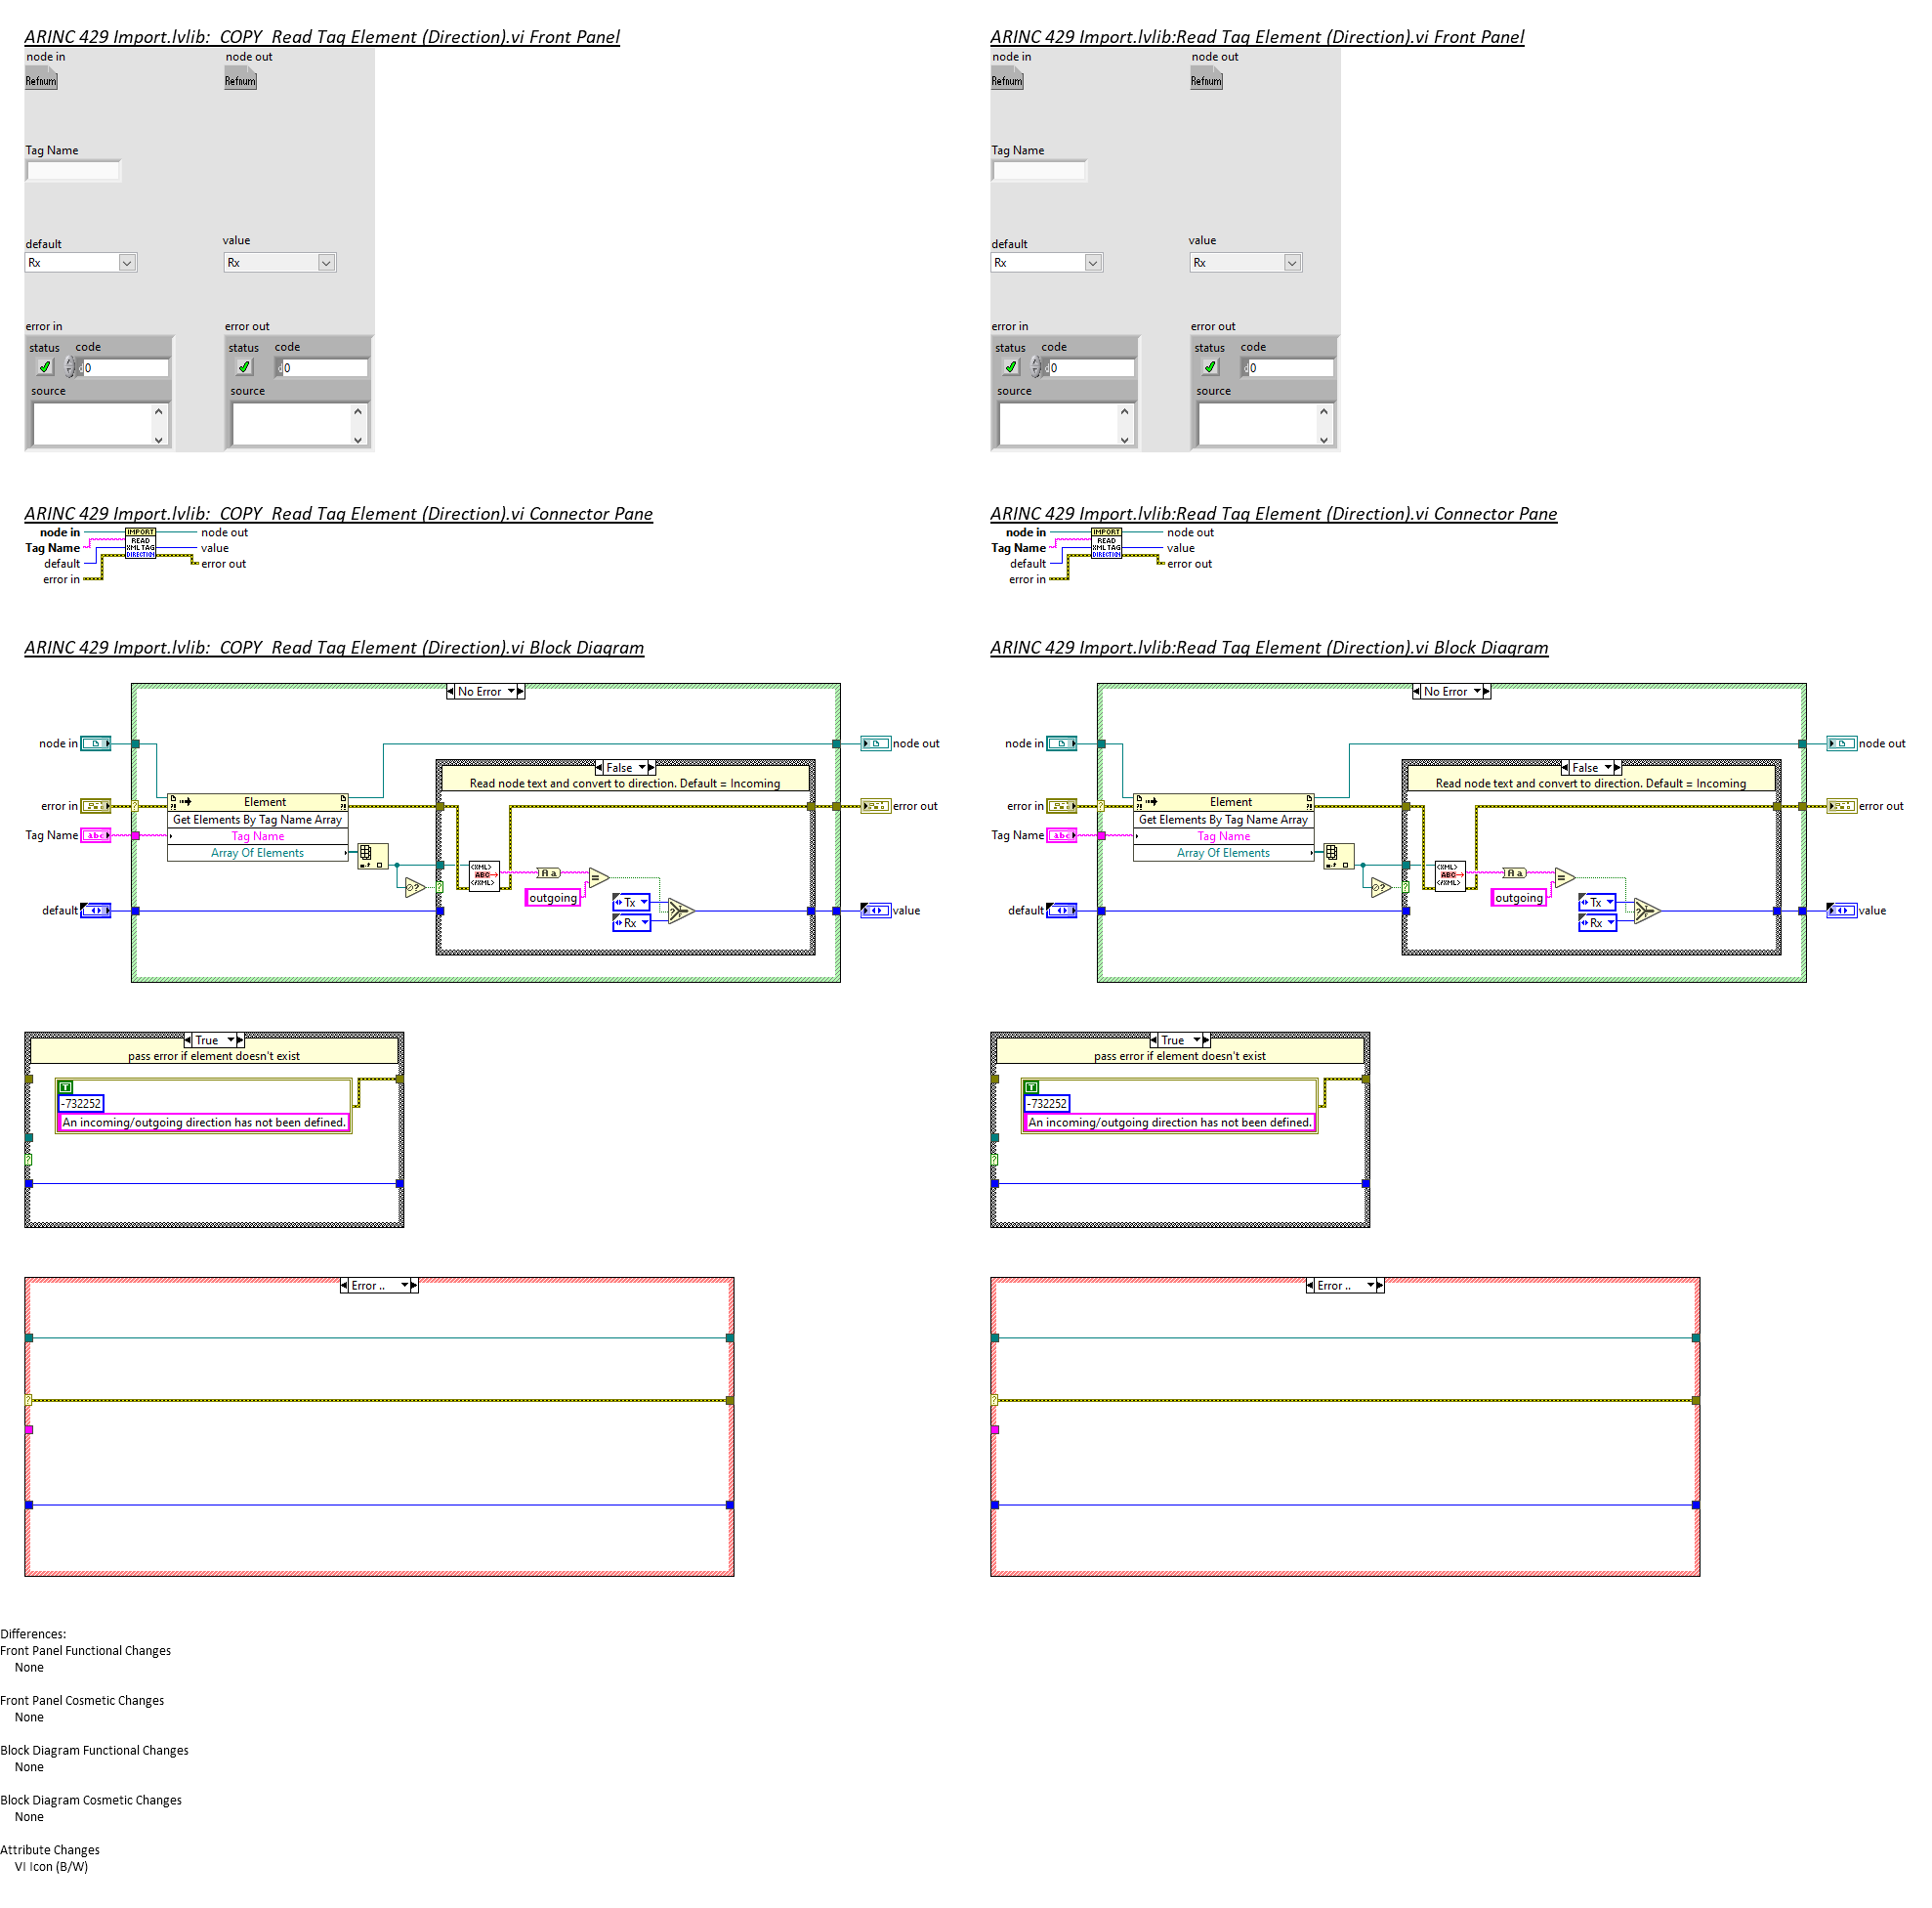 ARINC 429 Import.lvlib:  COPY  Read Tag Element (Direction).vi Front Panel
node in
node out
Refnum
Refnum
Tag Name
default
value
Rx
Rx
error in
error out
status
code
status
code
0
0
source
source
ARINC 429 Import.lvlib:Read Tag Element (Direction).vi Front Panel
node in
node out
Refnum
Refnum
Tag Name
default
value
Rx
Rx
error in
error out
status
code
status
code
0
0
source
source
ARINC 429 Import.lvlib:  COPY  Read Tag Element (Direction).vi Connector Pane
node in
Tag Name
default
error in
IMPORT
READ
XML TAG
DIRECTION
node out
value
error out
ARINC 429 Import.lvlib:Read Tag Element (Direction).vi Connector Pane
node in
Tag Name
default
error in
IMPORT
READ
XML TAG
DIRECTION
node out
value
error out
ARINC 429 Import.lvlib:  COPY  Read Tag Element (Direction).vi Block Diagram
No Error
node in
node out
False
Read node text and convert to direction. Default = Incoming
error in
Element
error out
Get Elements By Tag Name Array
Tag Name
abc
Tag Name
Array Of Elements
<XML>
ABC
</XML>
Aa
=
outgoing
Tx
Rx
default
value
True
pass error if element doesn't exist
T
-732252
An incoming/outgoing direction has not been defined.
Error ..
ARINC 429 Import.lvlib:Read Tag Element (Direction).vi Block Diagram
No Error
node in
node out
False
Read node text and convert to direction. Default = Incoming
error in
Element
error out
Get Elements By Tag Name Array
Tag Name
abc
Tag Name
Array Of Elements
<XML>
ABC
</XML>
Aa
=
outgoing
Tx
Rx
default
value
True
pass error if element doesn't exist
T
-732252
An incoming/outgoing direction has not been defined.
Error ..
Differences:
Front Panel Functional Changes
None
Front Panel Cosmetic Changes
None
Block Diagram Functional Changes
None
Block Diagram Cosmetic Changes
None
Attribute Changes
VI Icon (B/W)